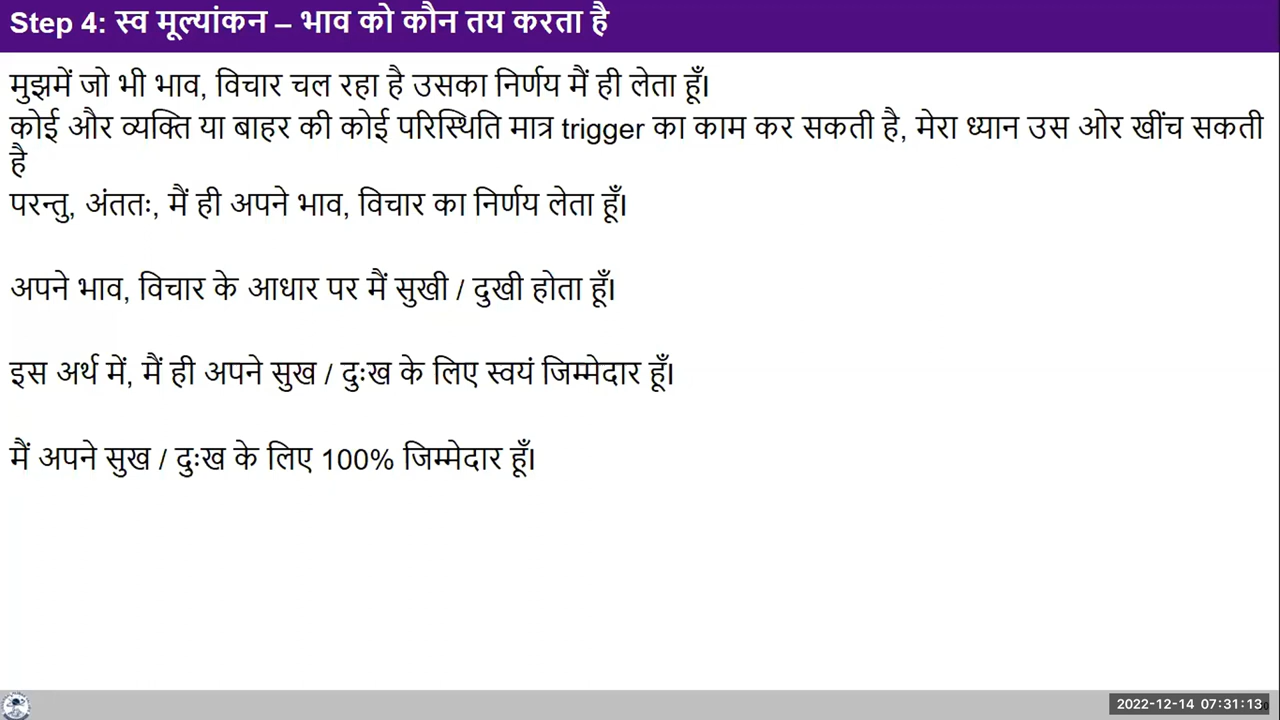 Step 4: स्व मूल्यांकन – भाव को कौन तय करता है
मुझमें जो भी भाव, विचार चल रहा है उसका निर्णय मैं ही लेता हूँ।
कोई और व्यक्ति या बाहर की कोई परिस्थिति मात्र trigger का काम कर सकती है, मेरा ध्यान उस ओर खींच सकती
है
परन्तु, अंततः, मैं ही अपने भाव, विचार का निर्णय लेता हूँ।
अपने भाव, विचार के आधार पर मैं सुखी / दुखी होता हूँ।
इस अर्थ में, मैं ही अपने सुख / दुःख के लिए स्वयं जिम्मेदार हूँ।
मैं अपने सुख / दुःख के लिए 100% जिम्मेदार हूँ।
2022-12-14 07:31:13